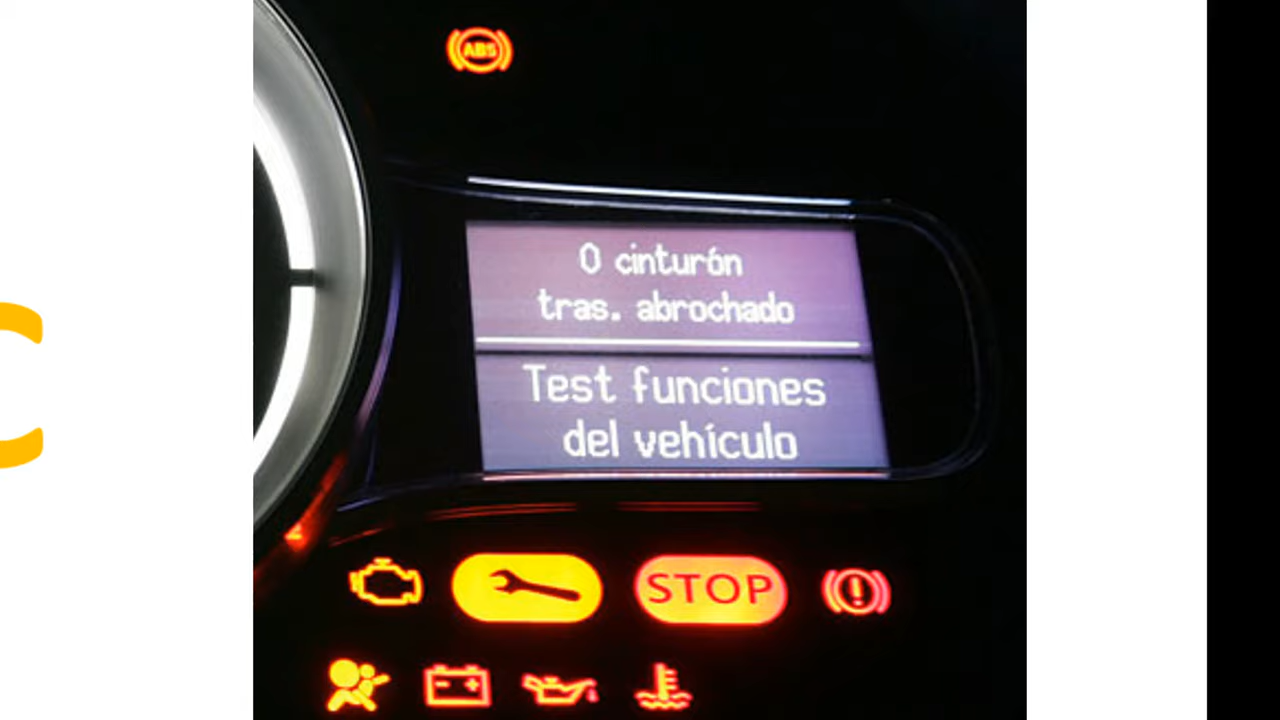 ABS
0 cinturón
tras. abrochado
Test funciones
del vehículo
STOP